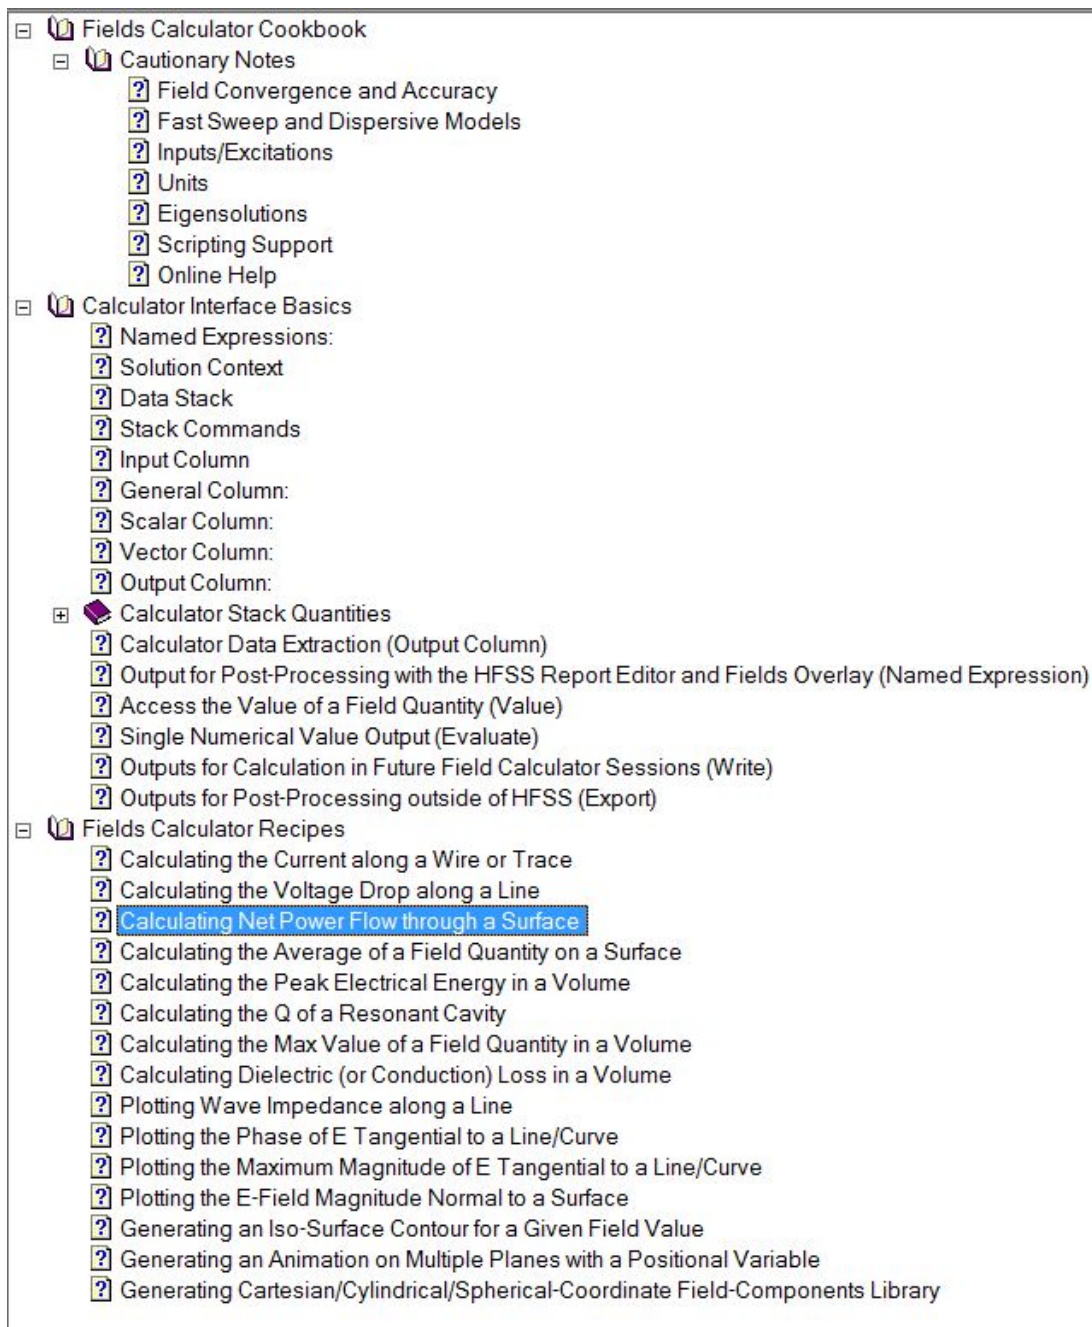 Fields Calculator Cookbook
Cautionary Notes
Field Convergence and Accuracy
Fast Sweep and Dispersive Models
Inputs/Excitations
Units
Eigensolutions
Scripting Support
Online Help
Calculator Interface Basics
Named Expressions:
Solution Context
Data Stack
Stack Commands
Input Column
General Column:
Scalar Column:
Vector Column:
Output Column:
Calculator Stack Quantities
Calculator Data Extraction (Output Column)
Output for Post-Processing with the HFSS Report Editor and Fields Overlay (Named Expression)
Access the Value of a Field Quantity (Value)
Single Numerical Value Output (Evaluate)
Outputs for Calculation in Future Field Calculator Sessions (Write)
Outputs for Post-Processing outside of HFSS (Export)
Fields Calculator Recipes
Calculating the Current along a Wire or Trace
Calculating the Voltage Drop along a Line
Calculating Net Power Flow through a Surface
Calculating the Average of a Field Quantity on a Surface
Calculating the Peak Electrical Energy in a Volume
Calculating the Q of a Resonant Cavity
Calculating the Max Value of a Field Quantity in a Volume
Calculating Dielectric (or Conduction) Loss in a Volume
Plotting Wave Impedance along a Line
Plotting the Phase of E Tangential to a Line/Curve
Plotting the Maximum Magnitude of E Tangential to a Line/Curve
Plotting the E-Field Magnitude Normal to a Surface
Generating an Iso-Surface Contour for a Given Field Value
Generating an Animation on Multiple Planes with a Positional Variable
Generating Cartesian/Cylindrical/Spherical-Coordinate Field-Components Library